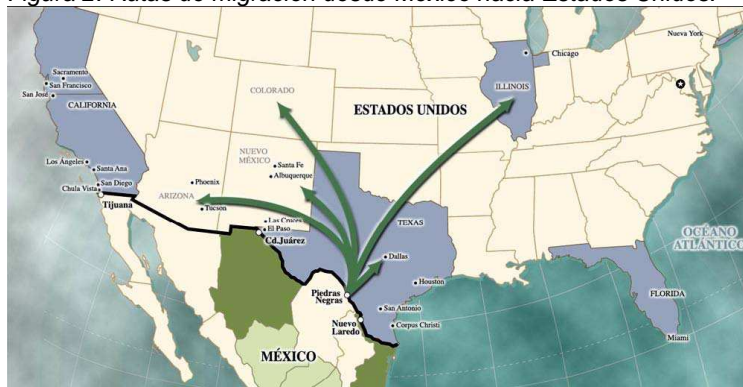 Figura 2. Rutas de migración desde México hacia Estados Unidos.
Nueva York
Chicago
Sacramento
San Francisco
San José
CALIFORNIA
COLORADO
ILLINOIS
ESTADOS UNIDOS
Los Ángeles
Santa Ana
San Diego
Chula Vista
Tijuana
NUEVO
MÉXICO
Santa Fe
Albuquerque
Phoenix
ARIZONA
Tucson
Las Cruces
El Paso
Cd.Juárez
TEXAS
Dallas
OCÉANO
ATLÁNTICO
Houston
Piedras
Negras
San Antonio
FLORIDA
Nuevo
Laredo
Corpus Christi
Miami
MÉXICO